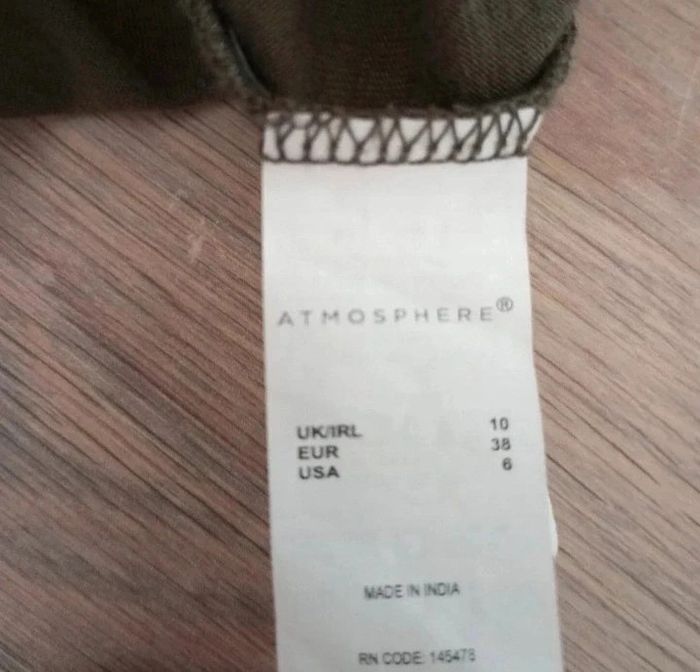 ATMOSPHERE®
UK/IRL 10
EUR 38
USA 6
MADE IN INDIA
RN CODE: 145478